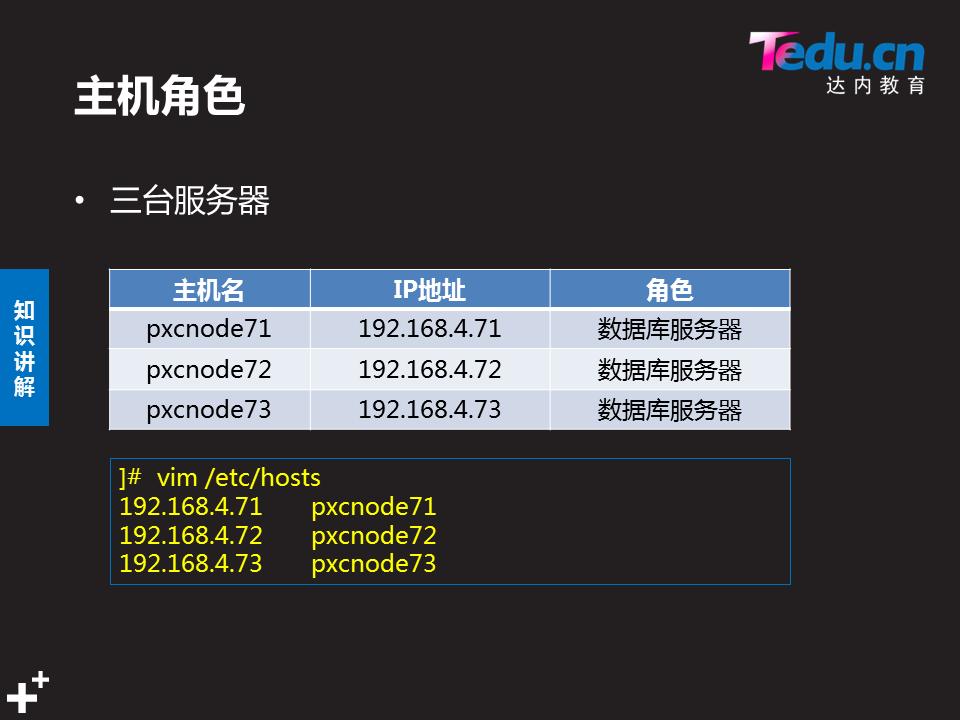 Tedu.cn
达内教育
主机角色
• 三台服务器
知识讲解
主机名 IP地址 角色
pxcnode71 192.168.4.71 数据库服务器
pxcnode72 192.168.4.72 数据库服务器
pxcnode73 192.168.4.73 数据库服务器
]# vim /etc/hosts
192.168.4.71 pxcnode71
192.168.4.72 pxcnode72
192.168.4.73 pxcnode73